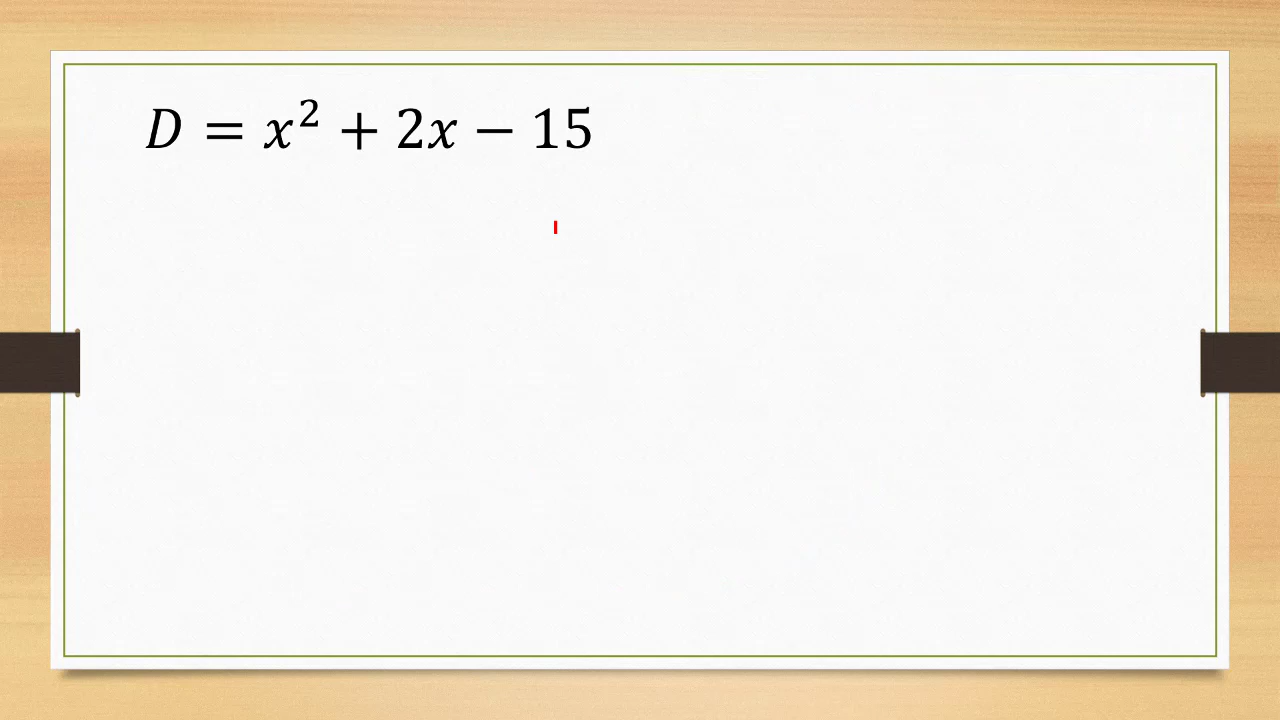 D = x² + 2x − 15